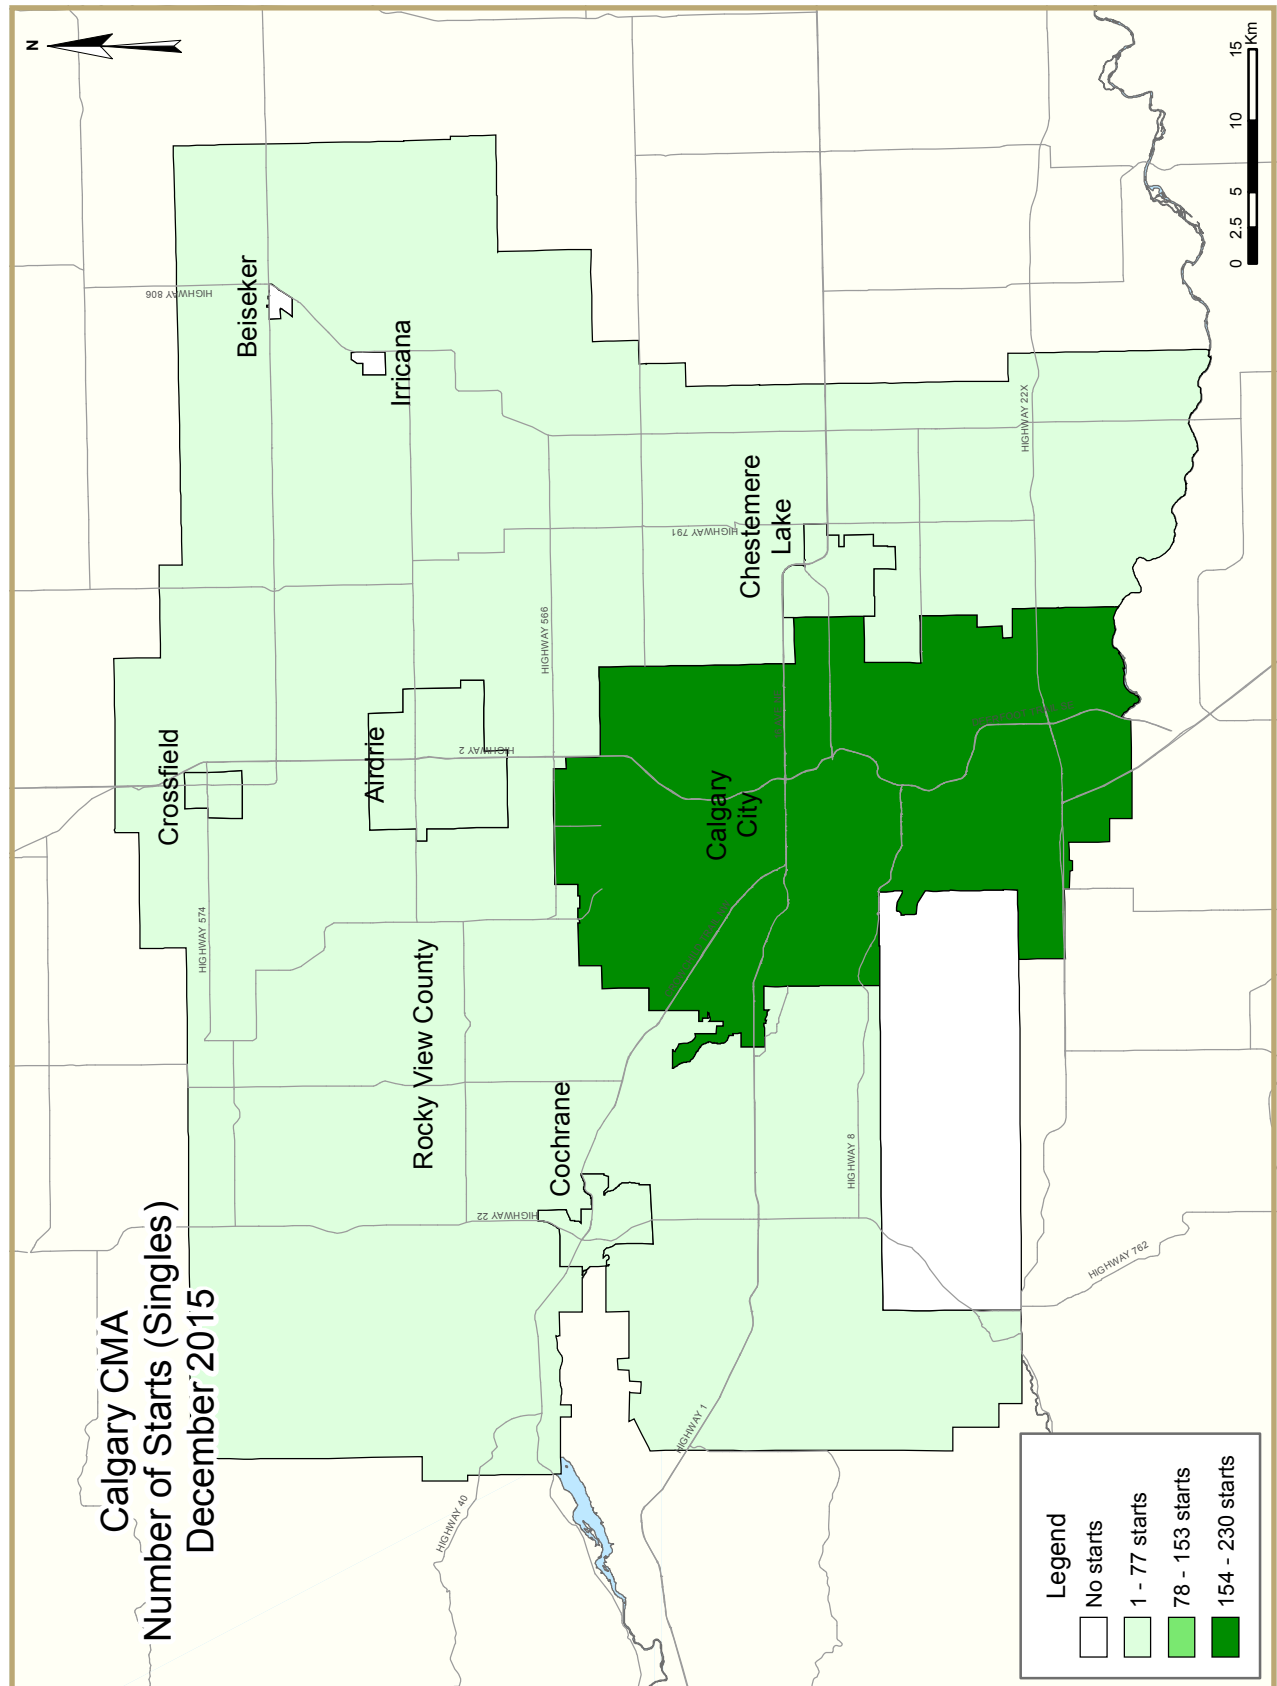 Calgary CMA
Number of Starts (Singles)
December 2015
N
Beiseker
Irricana
Crossfield
Airdrie
Rocky View County
Cochrane
Chestemere
Lake
Calgary
City
HIGHWAY 806
HIGHWAY 791
HIGHWAY 566
HIGHWAY 2
HIGHWAY 574
HIGHWAY 22
HIGHWAY 22X
HIGHWAY 8
HIGHWAY 762
HIGHWAY 1
HIGHWAY 40
0 2.5 5 10 15
Km
Legend
No starts
1 - 77 starts
78 - 153 starts
154 - 230 starts